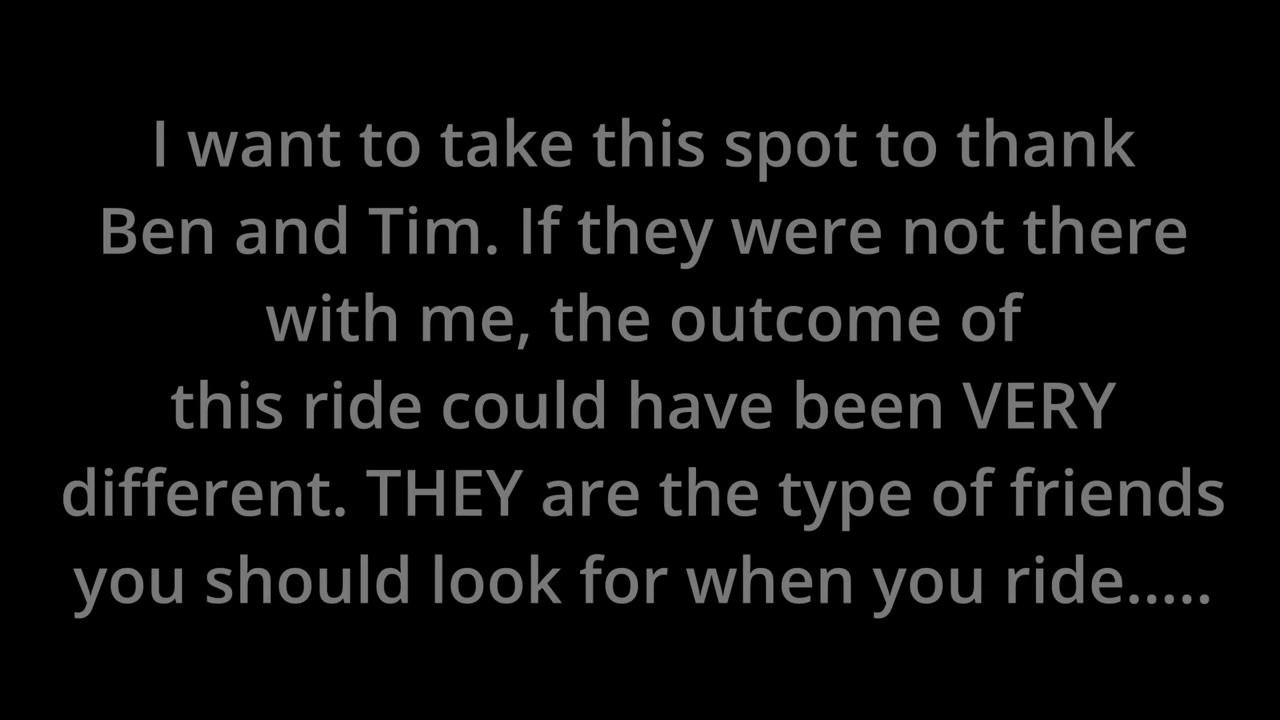 I want to take this spot to thank
Ben and Tim. If they were not there
with me, the outcome of
this ride could have been VERY
different. THEY are the type of friends
you should look for when you ride.....